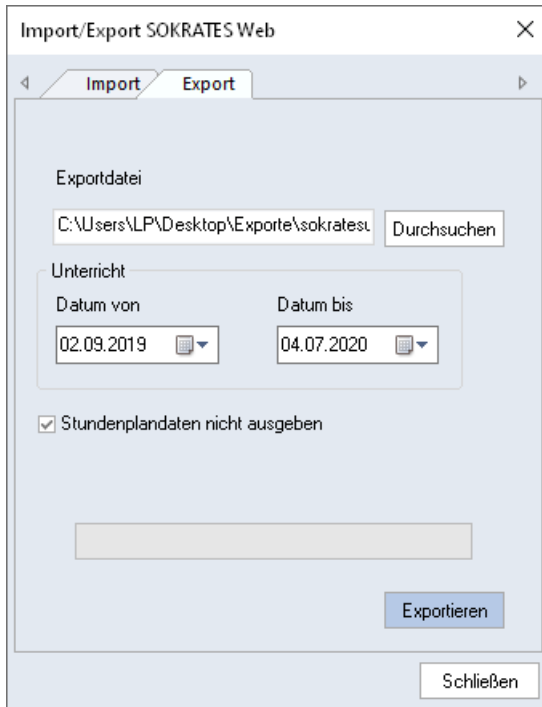 Import/Export SOKRATES Web
Import Export
Exportdatei
C:\Users\LP\Desktop\Exporte\sokratesu Durchsuchen
Unterricht
Datum von Datum bis
02.09.2019 04.07.2020
Stundenplandaten nicht ausgeben
Exportieren
Schließen